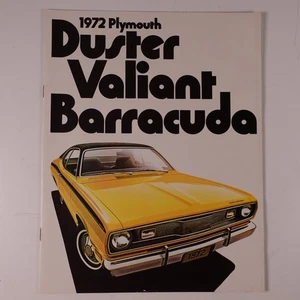 1972 Plymouth
Duster
Valiant
Barracuda